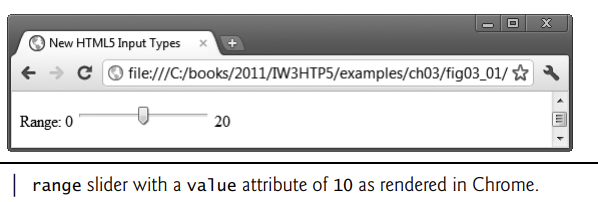 New HTML5 Input Types
file:///C:/books/2011/IW3HTP5/examples/ch03/fig03_01/
Range: 0 20
range slider with a value attribute of 10 as rendered in Chrome.